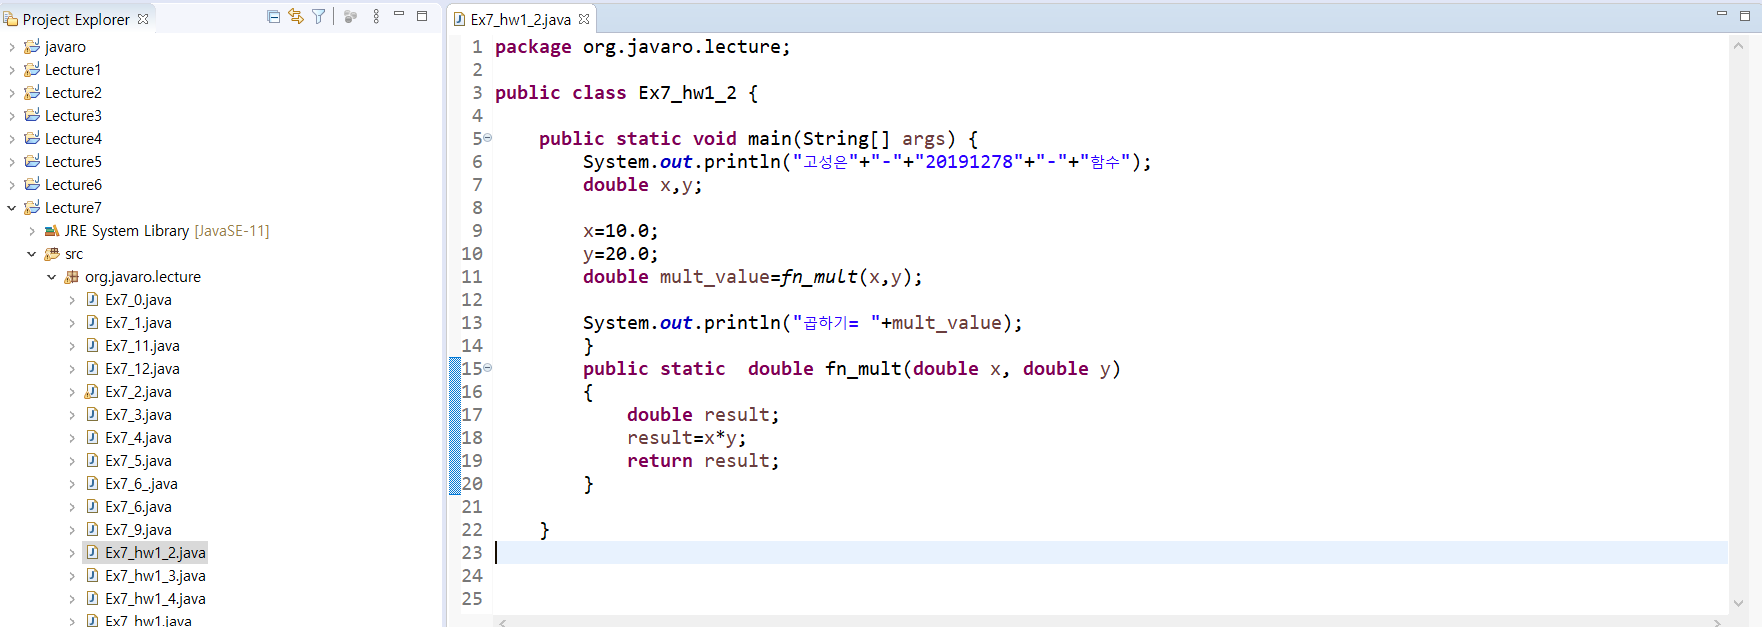 Project Explorer
javaro
Lecture1
Lecture2
Lecture3
Lecture4
Lecture5
Lecture6
Lecture7
JRE System Library [JavaSE-11]
src
org.javaro.lecture
Ex7_0.java
Ex7_1.java
Ex7_11.java
Ex7_12.java
Ex7_2.java
Ex7_3.java
Ex7_4.java
Ex7_5.java
Ex7_6_.java
Ex7_6.java
Ex7_9.java
Ex7_hw1_2.java
Ex7_hw1_3.java
Ex7_hw1_4.java
Ex7_hw1.java
Ex7_hw1_2.java
1 package org.javaro.lecture;
2
3 public class Ex7_hw1_2 {
4
5 public static void main(String[] args) {
6 System.out.println("고성은"+"-"+"20191278"+"-"+"함수");
7 double x,y;
8
9 x=10.0;
10 y=20.0;
11 double mult_value=fn_mult(x,y);
12
13 System.out.println("곱하기= "+mult_value);
14 }
15 public static  double fn_mult(double x, double y)
16 {
17 double result;
18 result=x*y;
19 return result;
20 }
21
22 }
23
24
25